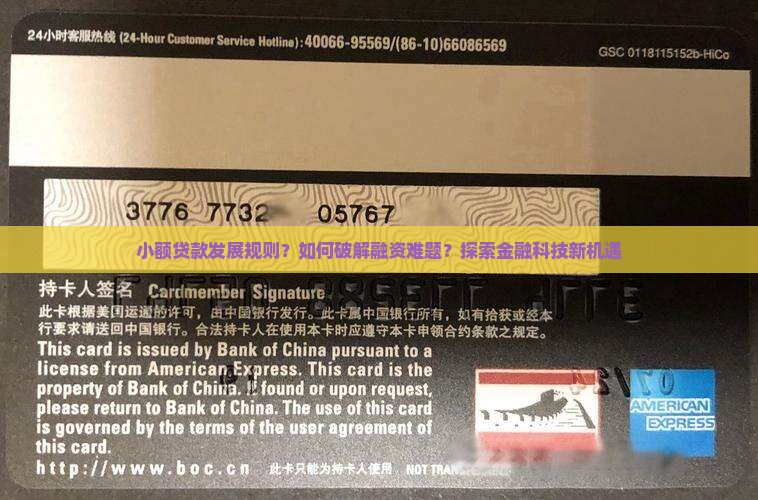 24小时客服热线 (24-Hour Customer Service Hotline):40066-95569/(86-10)66086569
GSC 0118115152b-HiCo
3776 7732 05767
小额贷款发展规则？如何破解融资难题？探索金融科技新机遇
持卡人签名 Cardmember Signature
此卡根据美国运通的许可，由中国银行发行。此卡属中国银行所有，如有拾获或经本
行要求请送回中国银行。合法持卡人在使用本卡时应遵守本卡申领合约条款之规定。
This card is issued by Bank of China pursuant to a
license from American Express. This card is the
property of Bank of China. If found or upon request,
please return to Bank of China. The use of this card
is governed by the terms of the user agreement of
this card.
AMERICAN
EXPRESS
http://www.boc.cn 此卡只能为持卡人使用 NOT